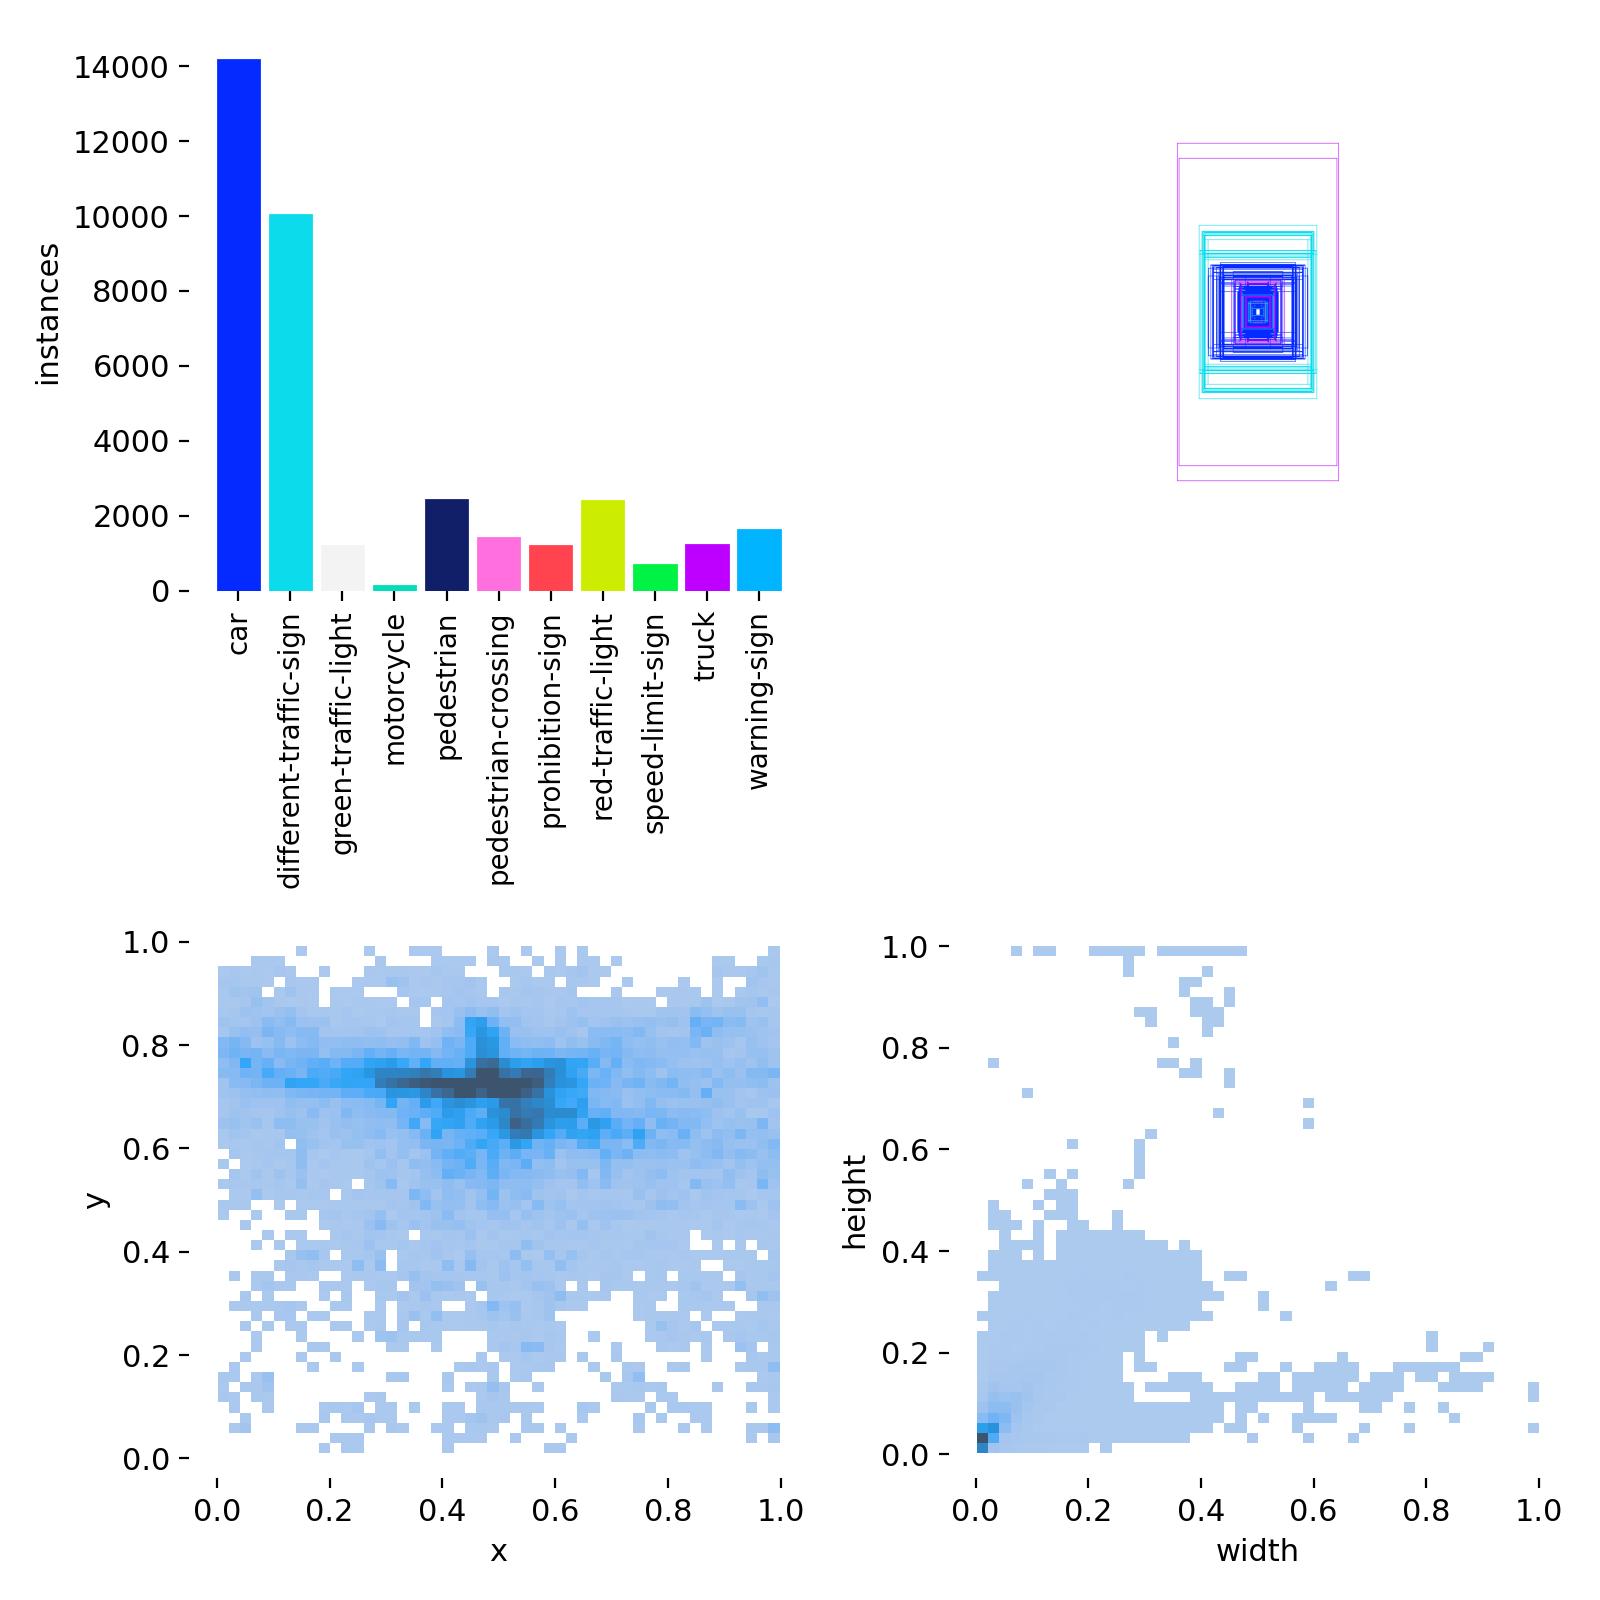 14000
12000
10000
8000
6000
4000
2000
0
instances
car
different-traffic-sign
green-traffic-light
motorcycle
pedestrian
pedestrian-crossing
prohibition-sign
red-traffic-light
speed-limit-sign
truck
warning-sign
1.0
0.8
0.6
0.4
0.2
0.0
y
0.0 0.2 0.4 0.6 0.8 1.0
x
1.0
0.8
0.6
0.4
0.2
0.0
height
0.0 0.2 0.4 0.6 0.8 1.0
width